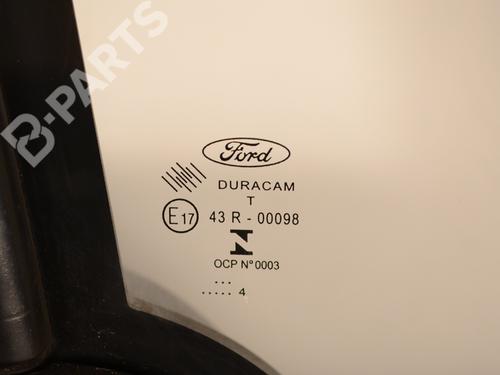 B-PARTS
Ford
DURACAM
T
E17 43 R - 00098
N
OCP Nº0003
...
..... 4